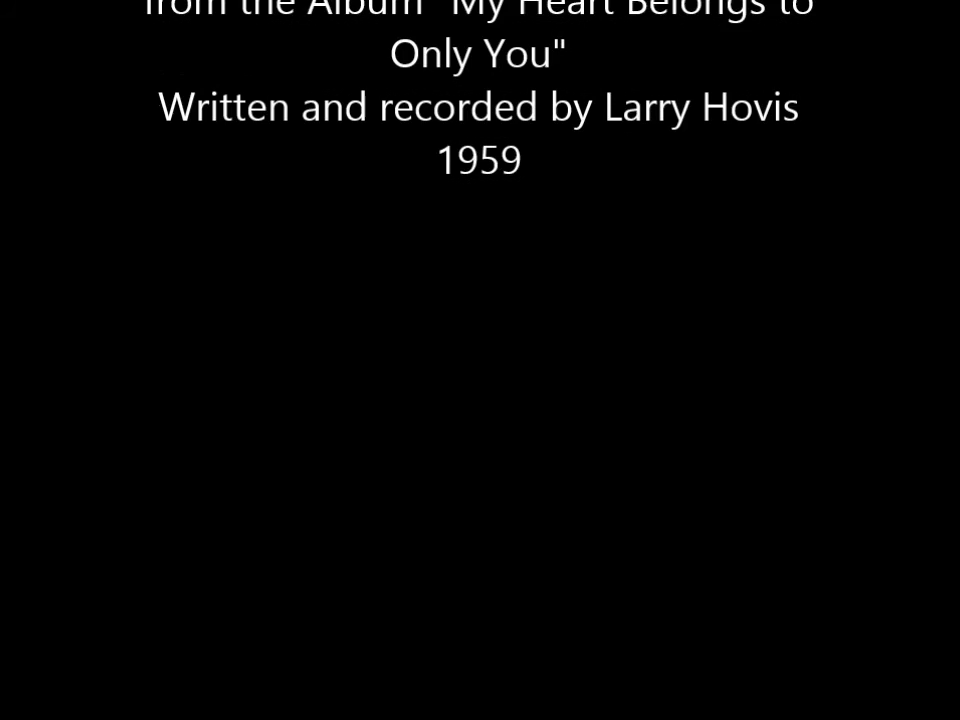 from the Album "My Heart Belongs to
Only You"
Written and recorded by Larry Hovis
1959